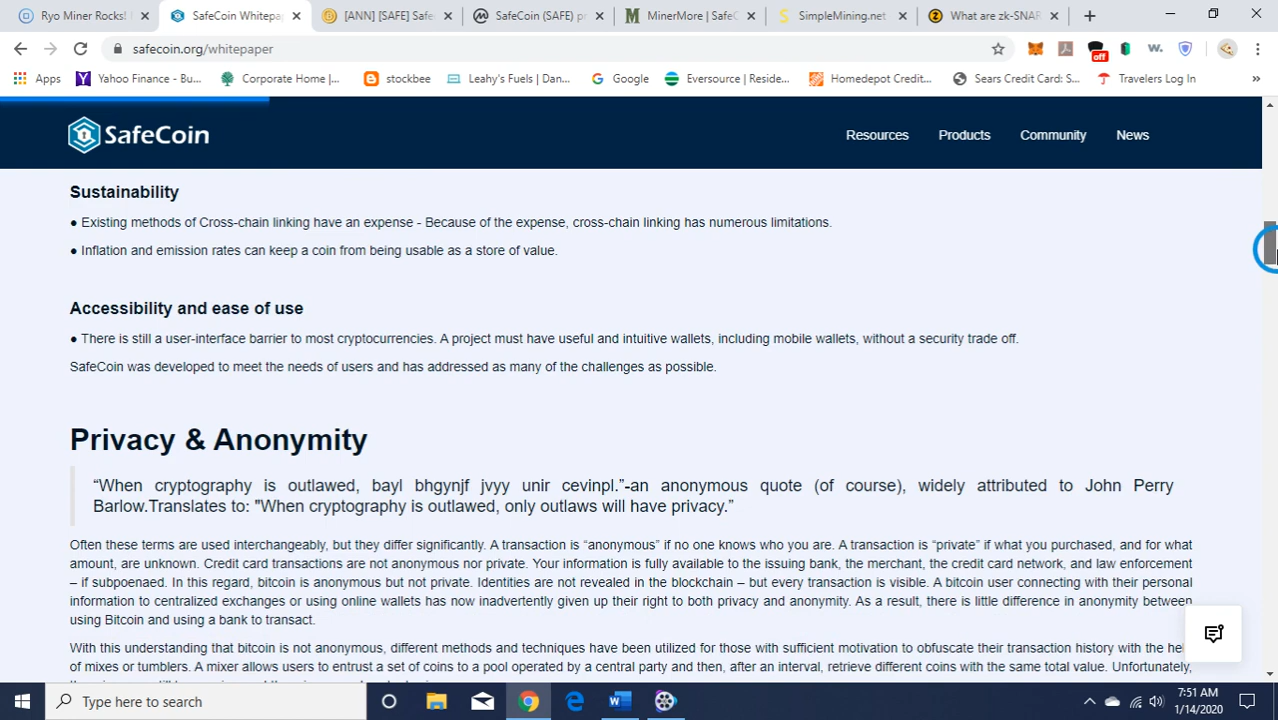 Ryo Miner Rocks!
SafeCoin Whitepap
[ANN] [SAFE] Safe
SafeCoin (SAFE) p
MinerMore | SafeC
SimpleMining.net
What are zk-SNAR
safecoin.org/whitepaper
off
w.
Apps
Yahoo Finance - Bu...
Corporate Home |...
stockbee
Leahy's Fuels | Dan...
Google
Eversource | Reside...
Homedepot Credit...
Sears Credit Card: S...
Travelers Log In
»
SafeCoin
Resources
Products
Community
News
Sustainability
● Existing methods of Cross-chain linking have an expense - Because of the expense, cross-chain linking has numerous limitations.
● Inflation and emission rates can keep a coin from being usable as a store of value.
Accessibility and ease of use
● There is still a user-interface barrier to most cryptocurrencies. A project must have useful and intuitive wallets, including mobile wallets, without a security trade off.
SafeCoin was developed to meet the needs of users and has addressed as many of the challenges as possible.
Privacy & Anonymity
“When cryptography is outlawed, bayl bhgynjf jvyy unir cevinpl.”-an anonymous quote (of course), widely attributed to John Perry
Barlow.Translates to: "When cryptography is outlawed, only outlaws will have privacy.”
Often these terms are used interchangeably, but they differ significantly. A transaction is “anonymous” if no one knows who you are. A transaction is “private” if what you purchased, and for what
amount, are unknown. Credit card transactions are not anonymous nor private. Your information is fully available to the issuing bank, the merchant, the credit card network, and law enforcement
– if subpoenaed. In this regard, bitcoin is anonymous but not private. Identities are not revealed in the blockchain – but every transaction is visible. A bitcoin user connecting with their personal
information to centralized exchanges or using online wallets has now inadvertently given up their right to both privacy and anonymity. As a result, there is little difference in anonymity between
using Bitcoin and using a bank to transact.
With this understanding that bitcoin is not anonymous, different methods and techniques have been utilized for those with sufficient motivation to obfuscate their transaction history with the hel
of mixes or tumblers. A mixer allows users to entrust a set of coins to a pool operated by a central party and then, after an interval, retrieve different coins with the same total value. Unfortunately,
Type here to search
7:51 AM
1/14/2020